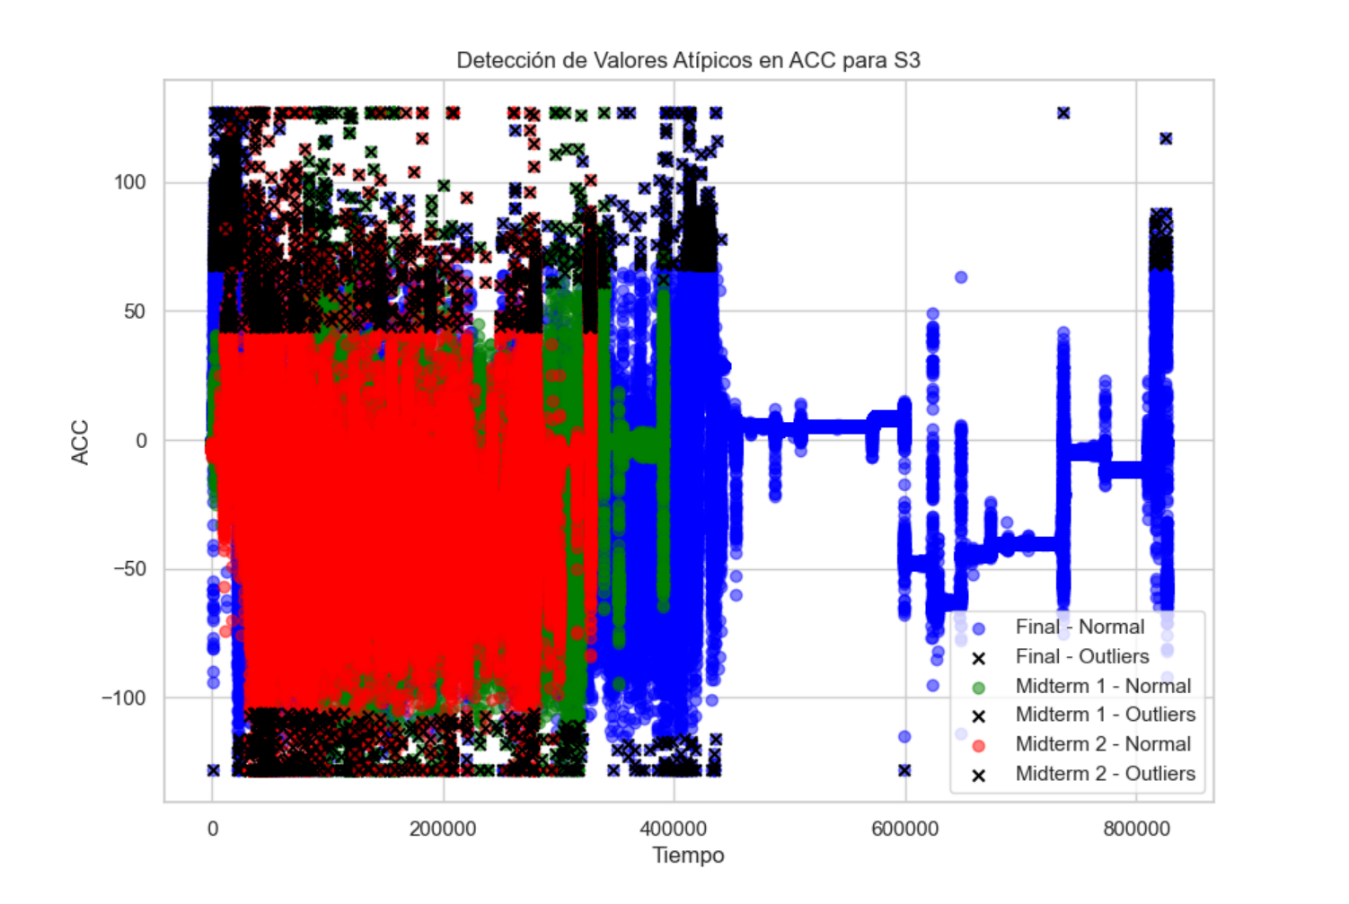 Detección de Valores Atípicos en ACC para S3
ACC
100
50
0
−50
−100
0
200000
400000
600000
800000
Tiempo
Final - Normal
Final - Outliers
Midterm 1 - Normal
Midterm 1 - Outliers
Midterm 2 - Normal
Midterm 2 - Outliers